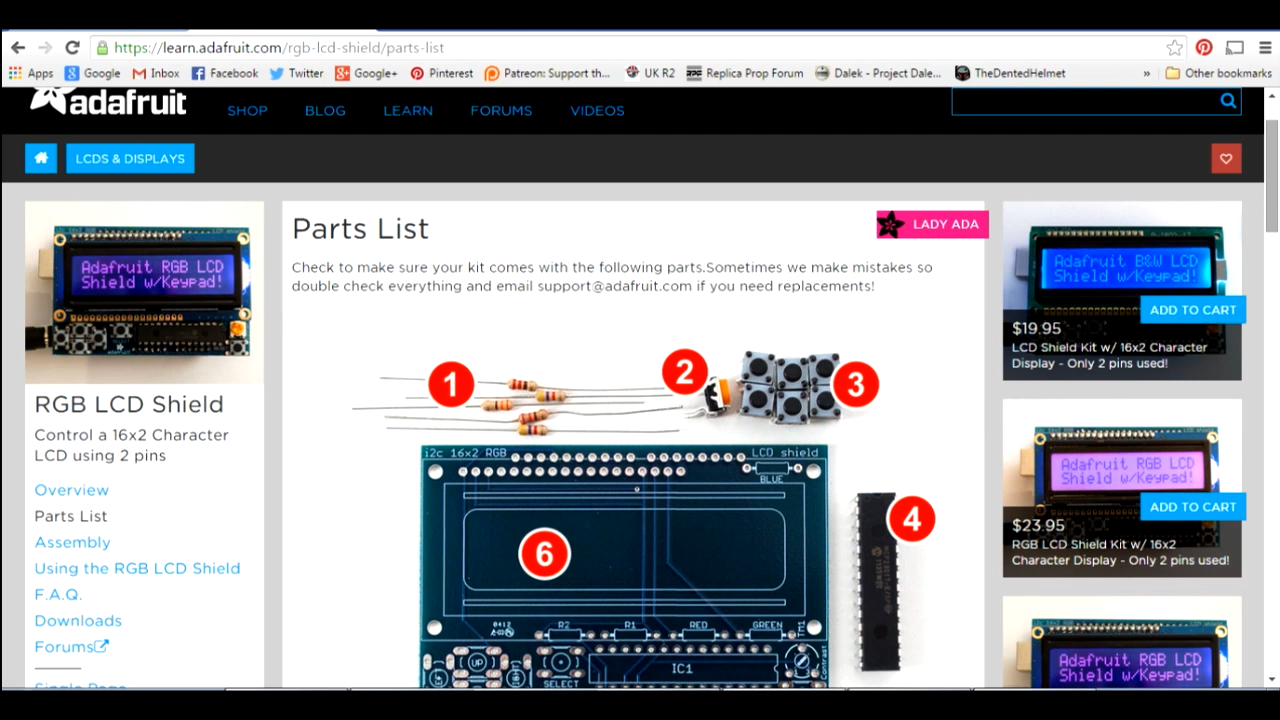 https://learn.adafruit.com/rgb-lcd-shield/parts-list
Apps Google Inbox Facebook Twitter Google+ Pinterest Patreon: Support th... UK R2 Replica Prop Forum Dalek - Project Dale... TheDentedHelmet » Other bookmarks
adafruit SHOP BLOG LEARN FORUMS VIDEOS
LCDS & DISPLAYS
Adafruit RGB LCD
Shield w/Keypad!
RGB LCD Shield
Control a 16x2 Character
LCD using 2 pins
Overview
Parts List
Assembly
Using the RGB LCD Shield
F.A.Q.
Downloads
Forums
Single Page
Parts List
LADY ADA
Check to make sure your kit comes with the following parts.Sometimes we make mistakes so
double check everything and email support@adafruit.com if you need replacements!
1
2
3
i2c 16x2 RGB LCD shield
BLUE
4
6
R2 R1 RED GREEN
TM1
Contrast
UP
IC1
SELECT
Adafruit B&W LCD
Shield w/Keypad!
ADD TO CART
$19.95
LCD Shield Kit w/ 16x2 Character
Display - Only 2 pins used!
Adafruit RGB LCD
Shield w/Keypad!
ADD TO CART
$23.95
RGB LCD Shield Kit w/ 16x2
Character Display - Only 2 pins used!
Adafruit RGB LCD
Shield w/Keypad!